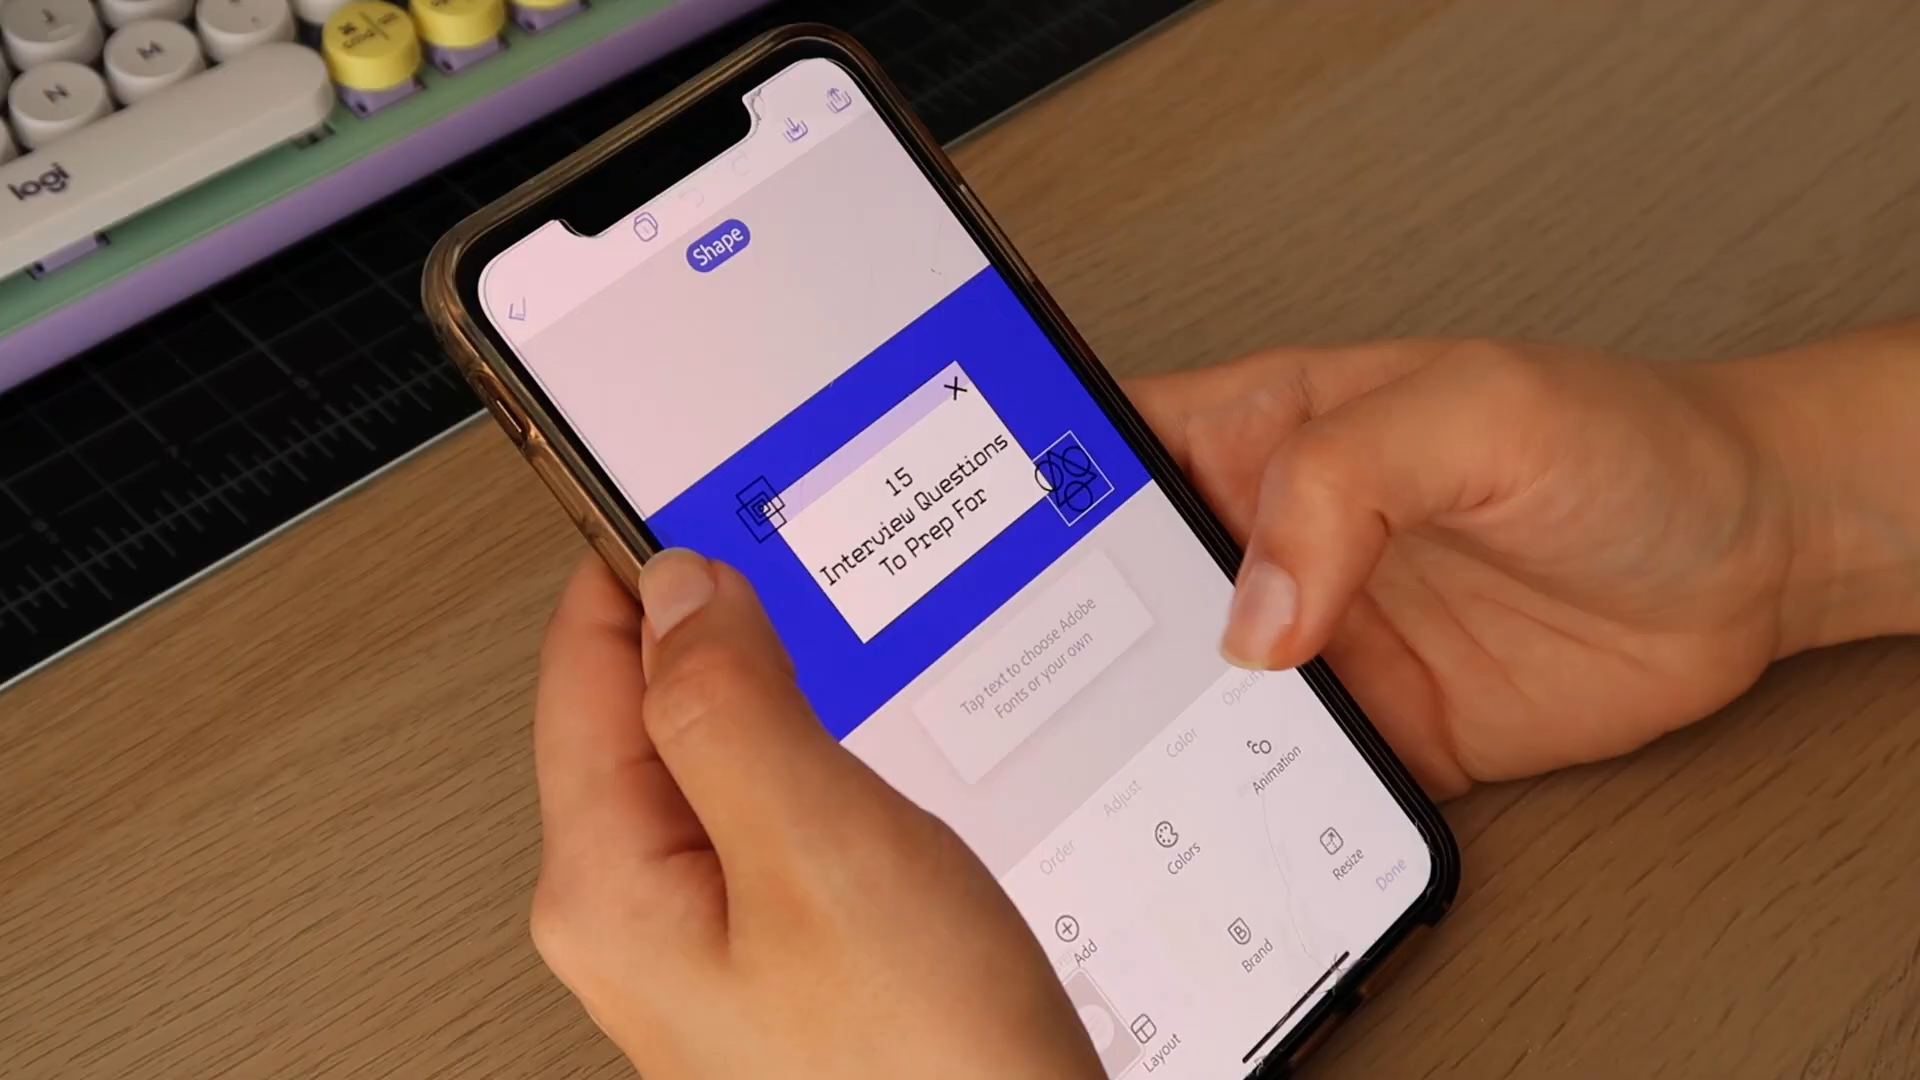 J
M
N
logi
Shape
15
Interview Questions
To Prep For
Tap text to choose Adobe
Fonts or your own
Opacity
Color
Adjust
Order
Animation
Colors
Resize
Done
Add
Brand
Layout